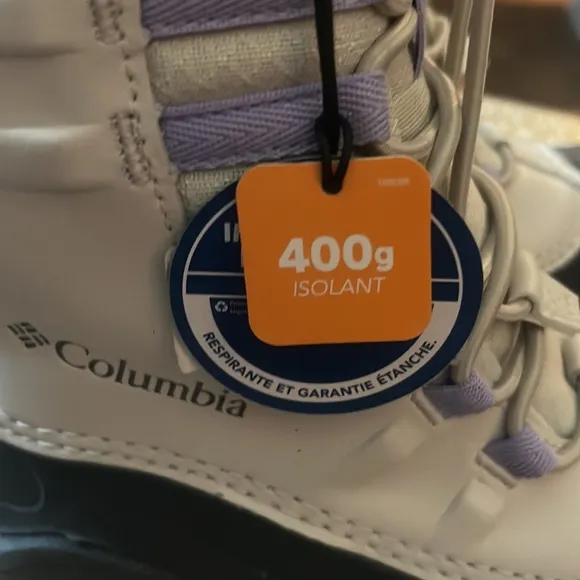 400g
ISOLANT
RESPIRANTE ET GARANTIE ÉTANCHE.
Columbia